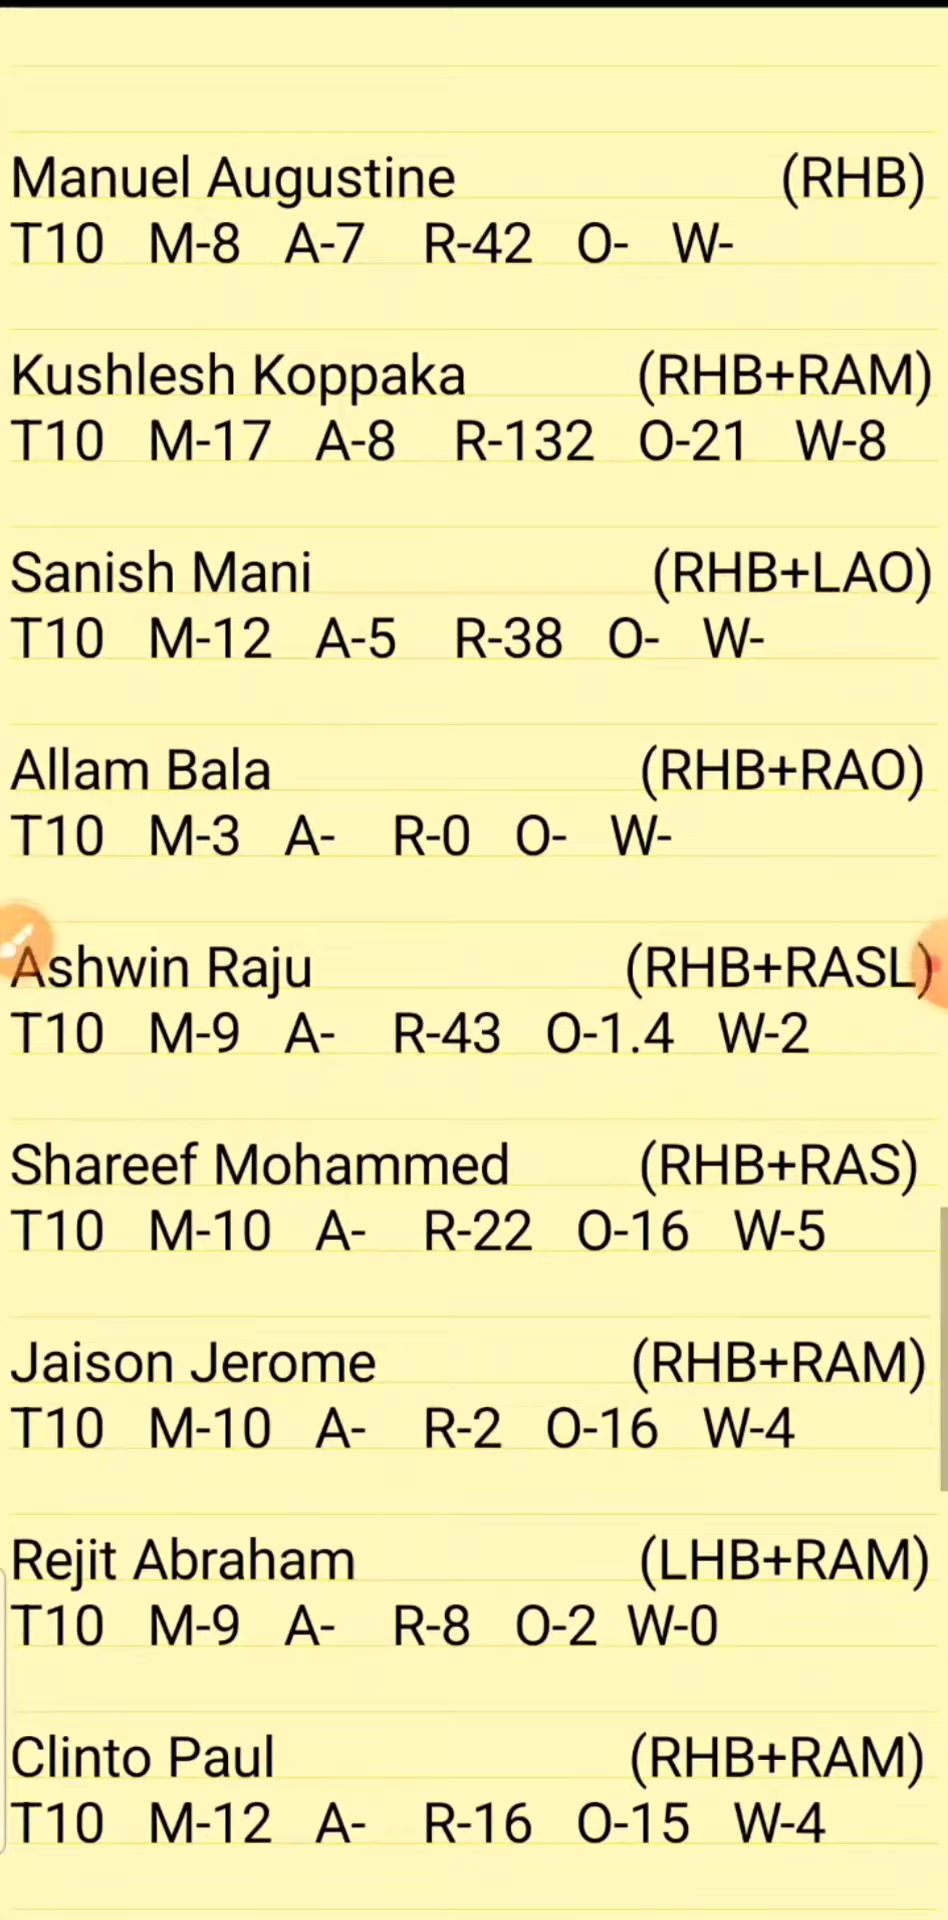 Manuel Augustine (RHB)
T10 M-8 A-7 R-42 O- W-
Kushlesh Koppaka (RHB+RAM)
T10 M-17 A-8 R-132 O-21 W-8
Sanish Mani (RHB+LAO)
T10 M-12 A-5 R-38 O- W-
Allam Bala (RHB+RAO)
T10 M-3 A- R-0 O- W-
Ashwin Raju (RHB+RASL)
T10 M-9 A- R-43 O-1.4 W-2
Shareef Mohammed (RHB+RAS)
T10 M-10 A- R-22 O-16 W-5
Jaison Jerome (RHB+RAM)
T10 M-10 A- R-2 O-16 W-4
Rejit Abraham (LHB+RAM)
T10 M-9 A- R-8 O-2 W-0
Clinto Paul (RHB+RAM)
T10 M-12 A- R-16 O-15 W-4